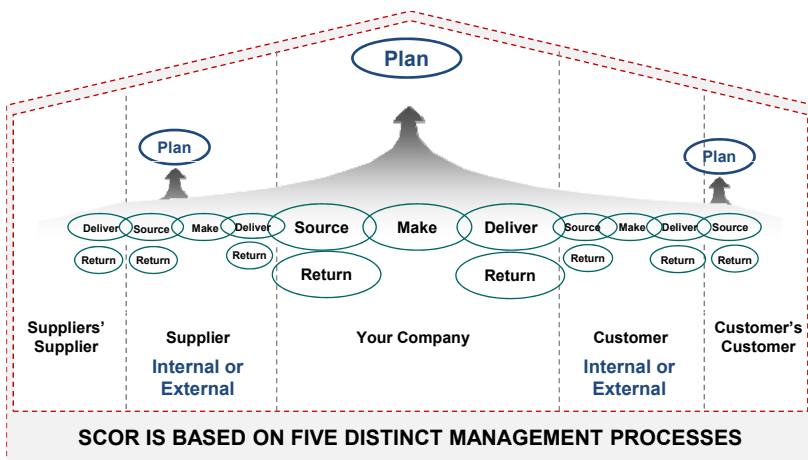 Plan
Plan
Plan
Deliver Source Make Deliver Source Make Deliver Source Make Deliver Source
Return Return Return Return Return Return Return Return
Suppliers’
Supplier
Supplier
Internal or
External
Your Company
Customer
Internal or
External
Customer’s
Customer
SCOR IS BASED ON FIVE DISTINCT MANAGEMENT PROCESSES